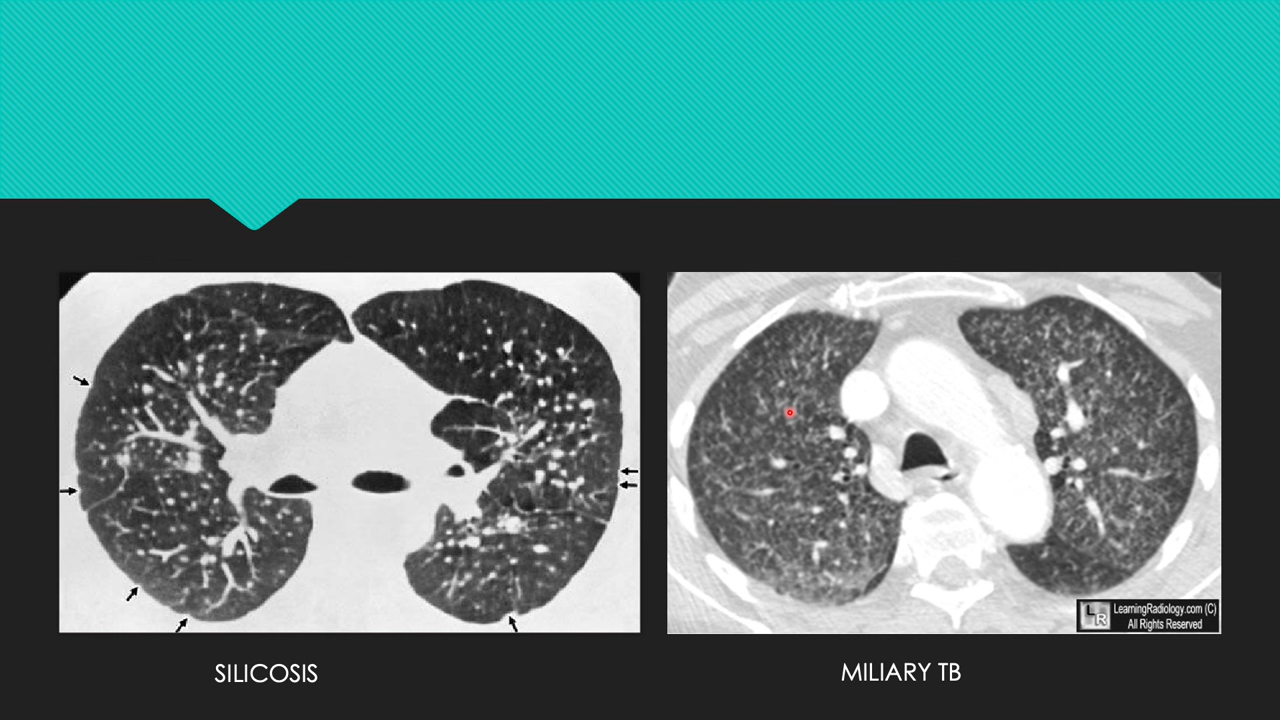 L
R
LearningRadiology.com (C)
All Rights Reserved
SILICOSIS
MILIARY TB